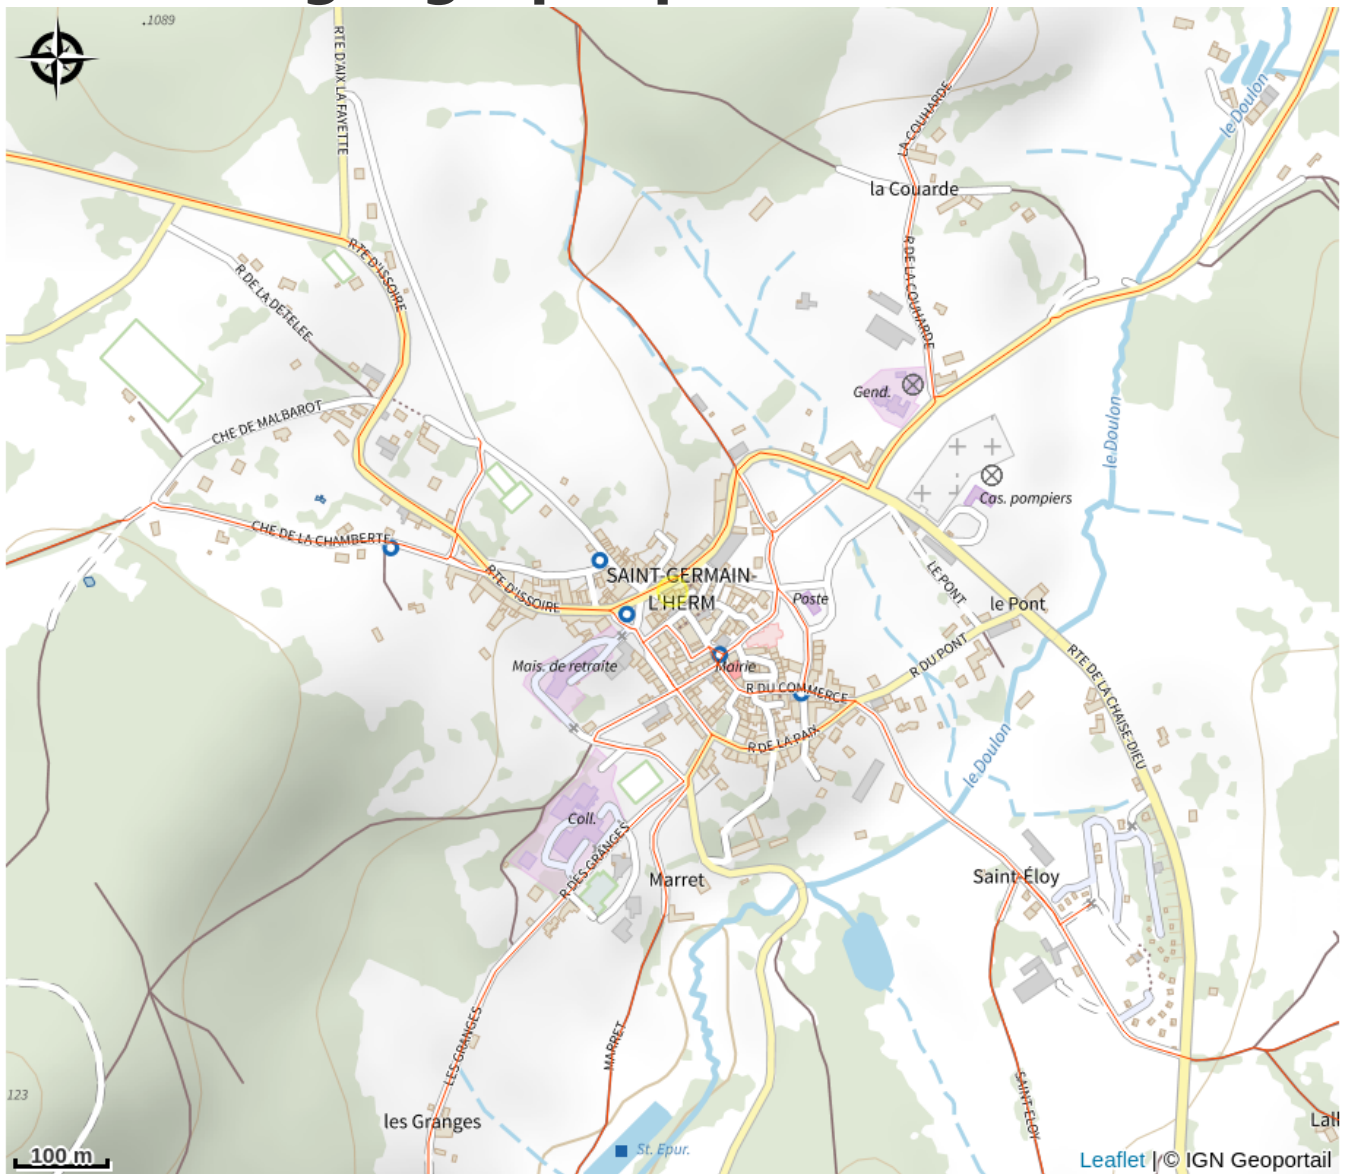 .1089
RTE D'AIX LA FAYETTE
le Doulon
LA COUHARDE
la Couarde
RTE D'ISSOIRE
R DE LA DETELEE
R DE LA COUHARDE
Gend.
CHE DE MALBAROT
le Doulon
Cas. pompiers
CHE DE LA CHAMBERTE
RTE D'ISSOIRE
SAINT-GERMAIN-
L'HERM
Poste
LE PONT
le Pont
Mais. de retraite
Mairie
R DU PONT
R DU COMMERCE
RTE DE LA CHAISE-DIEU
R DE LA PAIX
le Doulon
Coll.
R DES GRANGES
Marret
Saint-Éloy
LES GRANGES
MARRET
SAINT-ELOY
123
les Granges
Lall
St. Epur.
100 m
Leaflet | © IGN Geoportail